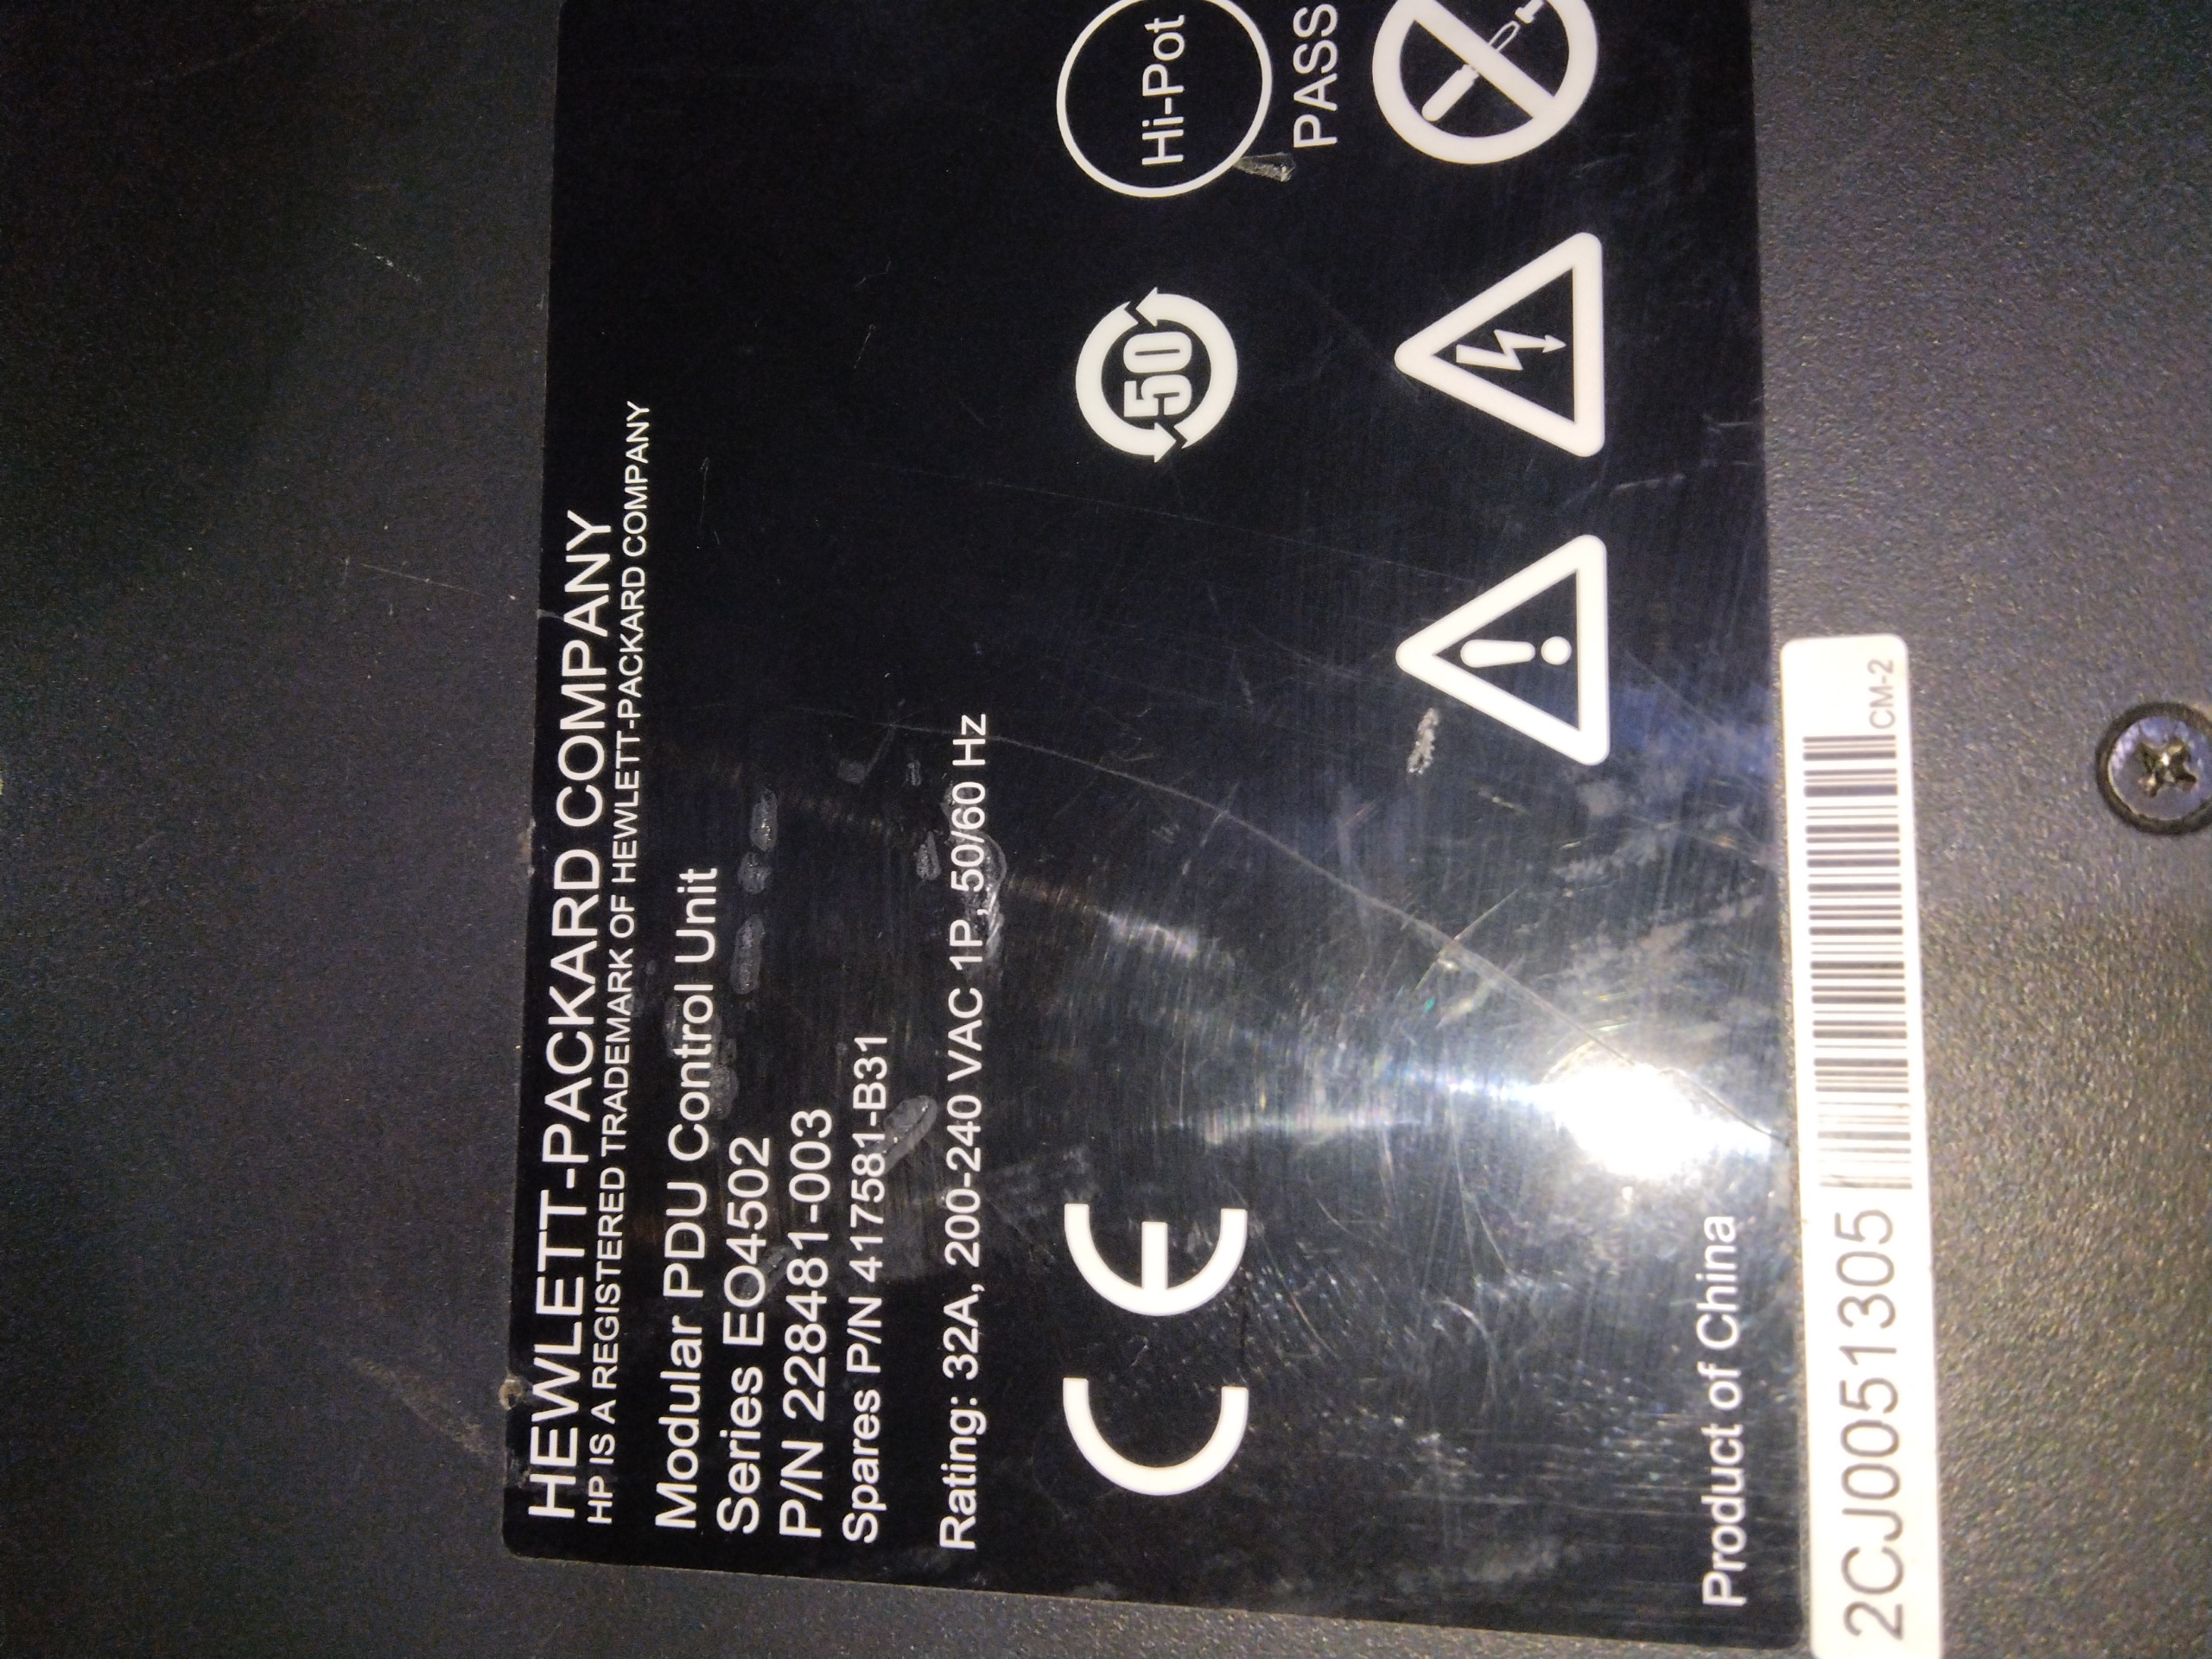 HEWLETT-PACKARD COMPANY
HP IS A REGISTERED TRADEMARK OF HEWLETT-PACKARD COMPANY
Modular PDU Control Unit
Series EO4502
P/N 228481-003
Spares P/N 417581-B31
Rating: 32A, 200-240 VAC 1P, 50/60 Hz
CE
50
Hi-Pot
PASS
Product of China
2CJ0051305
CM-2